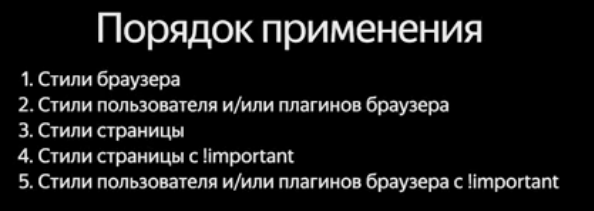 Порядок применения
1. Стили браузера
2. Стили пользователя и/или плагинов браузера
3. Стили страницы
4. Стили страницы с !important
5. Стили пользователя и/или плагинов браузера с !important